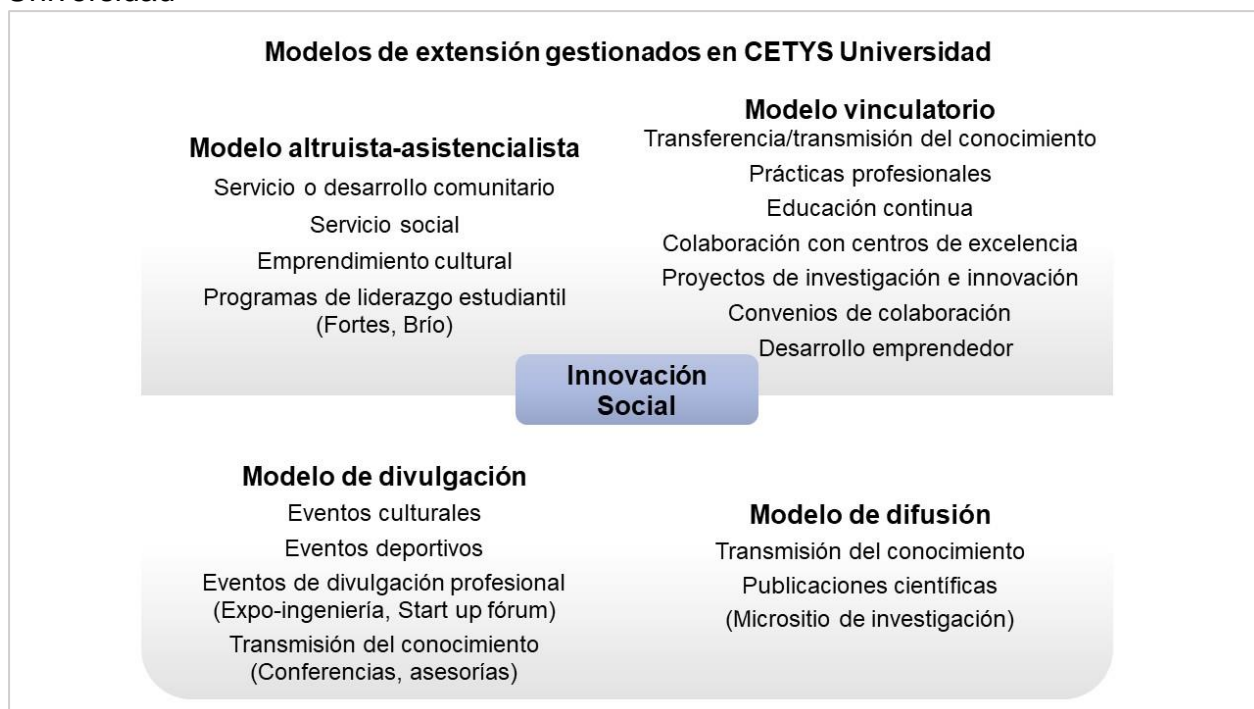 Universidad
Modelos de extensión gestionados en CETYS Universidad
Modelo altruista-asistencialista
Servicio o desarrollo comunitario
Servicio social
Emprendimiento cultural
Programas de liderazgo estudiantil
(Fortes, Brío)
Modelo vinculatorio
Transferencia/transmisión del conocimiento
Prácticas profesionales
Educación continua
Colaboración con centros de excelencia
Proyectos de investigación e innovación
Convenios de colaboración
Desarrollo emprendedor
Innovación
Social
Modelo de divulgación
Eventos culturales
Eventos deportivos
Eventos de divulgación profesional
(Expo-ingeniería, Start up fórum)
Transmisión del conocimiento
(Conferencias, asesorías)
Modelo de difusión
Transmisión del conocimiento
Publicaciones científicas
(Micrositio de investigación)